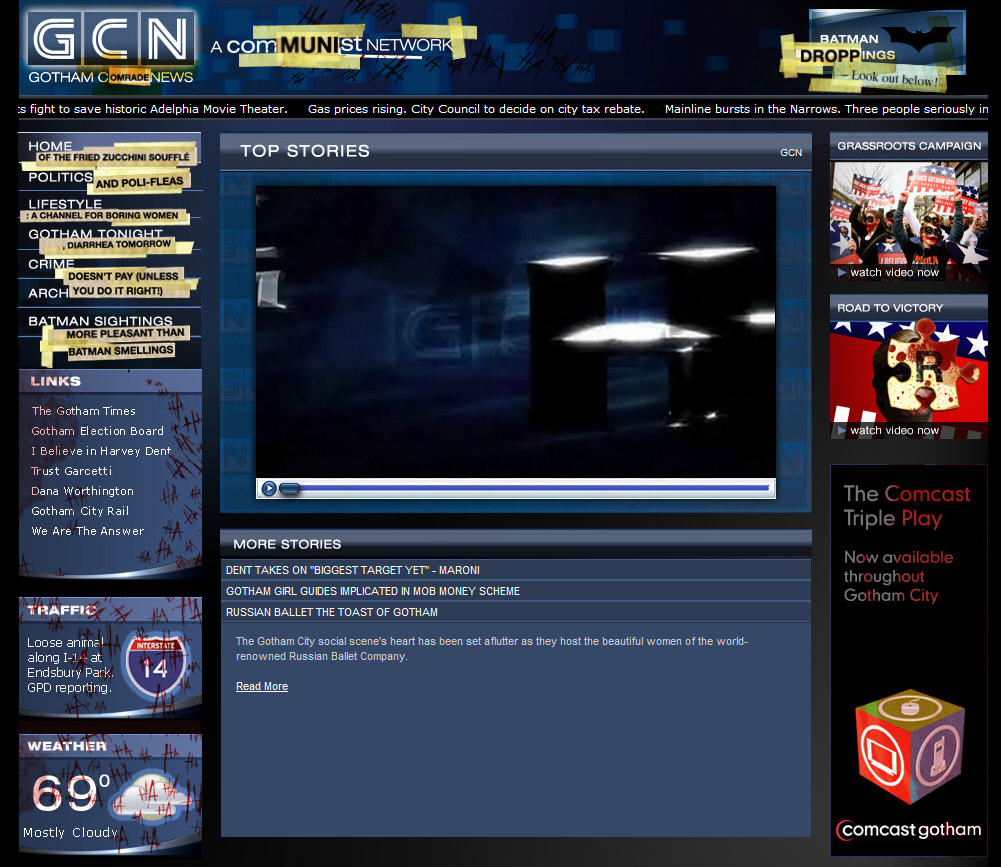 GCN
GOTHAM COMRADE NEWS
A comMUNIst NETWORK
BATMAN
DROPPINGS
– Look out below!
ts fight to save historic Adelphia Movie Theater. Gas prices rising. City Council to decide on city tax rebate. Mainline bursts in the Narrows. Three people seriously in
HOME
OF THE FRIED ZUCCHINI SOUFFLÉ
POLITICS
AND POLI-FLEAS
LIFESTYLE
: A CHANNEL FOR BORING WOMEN
GOTHAM TONIGHT
, DIARRHEA TOMORROW
CRIME
DOESN'T PAY (UNLESS
YOU DO IT RIGHT!)
ARCH
BATMAN SIGHTINGS
MORE PLEASANT THAN
BATMAN SMELLINGS
LINKS
The Gotham Times
Gotham Election Board
I Believe in Harvey Dent
Trust Garcetti
Dana Worthington
Gotham City Rail
We Are The Answer
TRAFFIC
Loose animal
along I-14 at
Endsbury Park.
GPD reporting.
INTERSTATE
14
WEATHER
69°
Mostly Cloudy
HA HA HA
TOP STORIES
GCN
MORE STORIES
DENT TAKES ON "BIGGEST TARGET YET" - MARONI
GOTHAM GIRL GUIDES IMPLICATED IN MOB MONEY SCHEME
RUSSIAN BALLET THE TOAST OF GOTHAM
The Gotham City social scene's heart has been set aflutter as they host the beautiful women of the world-
renowned Russian Ballet Company.
Read More
GRASSROOTS CAMPAIGN
watch video now
ROAD TO VICTORY
R
watch video now
The Comcast
Triple Play
Now available
throughout
Gotham City
comcast gotham